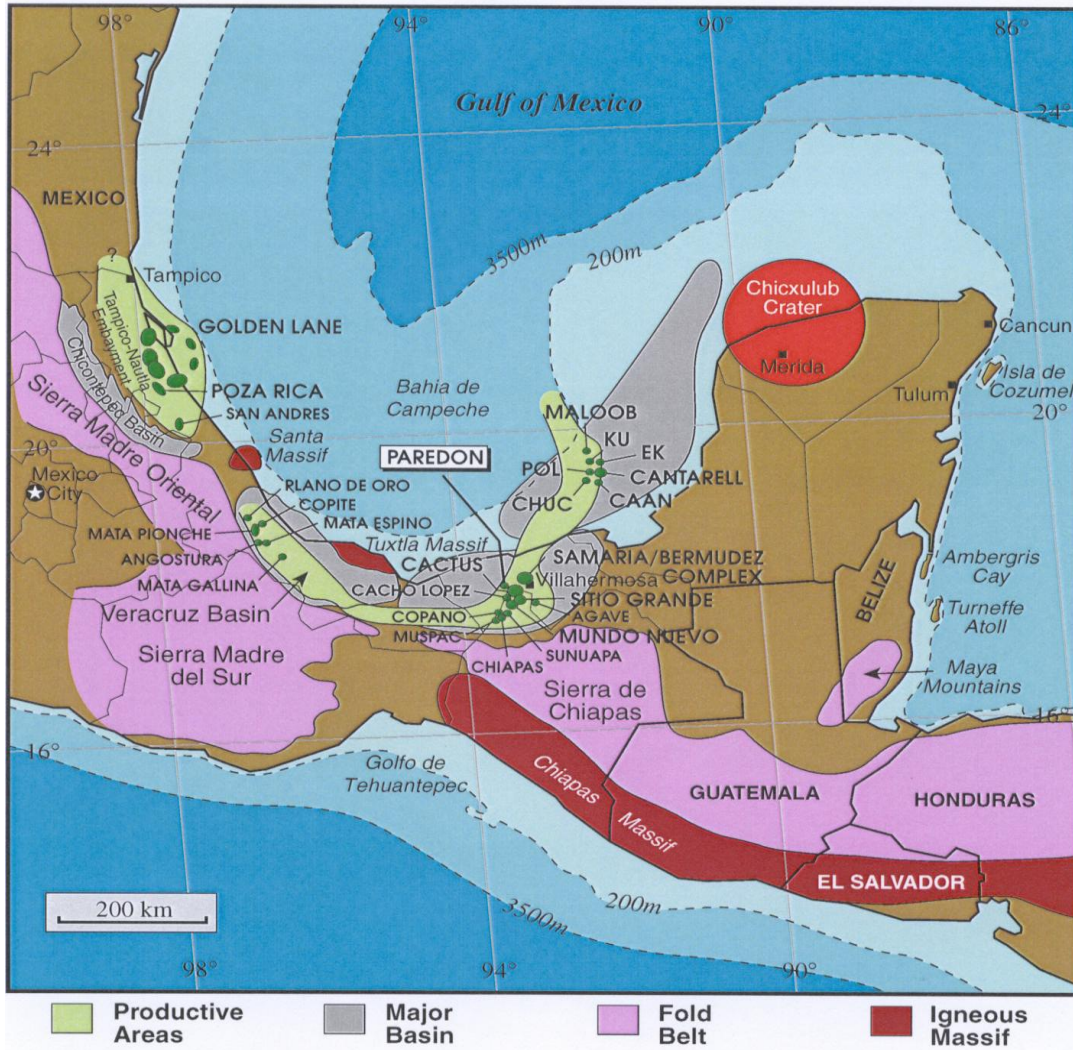 98°
94°
90°
86°
Gulf of Mexico
24°
24°
MEXICO
3500m
200m
?
Tampico
Chicxulub
Crater
GOLDEN LANE
Cancun
Tampico-Nautla
Embayment
Merida
Chicontepec Basin
Isla de
Cozumel
Bahia de
Campeche
Tulum
POZA RICA
20°
SAN ANDRES
MALOOB
Sierra Madre Oriental
Santa
Massif
KU
20°
PAREDON
EK
Mexico
City
POL
CANTARELL
PLANO DE ORO
CHUC
CAAN
COPITE
MATA ESPINO
MATA PIONCHE
Tuxtla Massif
SAMARIA/BERMUDEZ
COMPLEX
ANGOSTURA
CACTUS
Ambergris
Cay
MATA GALLINA
CACHO LOPEZ
Villahermosa
BELIZE
SITIO GRANDE
Veracruz Basin
COPANO
AGAVE
Turneffe
Atoll
MUSPAC
MUNDO NUEVO
SUNUAPA
Sierra Madre
del Sur
CHIAPAS
Maya
Mountains
Sierra de
Chiapas
16°
16°
Golfo de
Tehuantepec
Chiapas
Massif
GUATEMALA
HONDURAS
EL SALVADOR
200 km
200m
3500m
98°
94°
90°
Productive
Areas
Major
Basin
Fold
Belt
Igneous
Massif